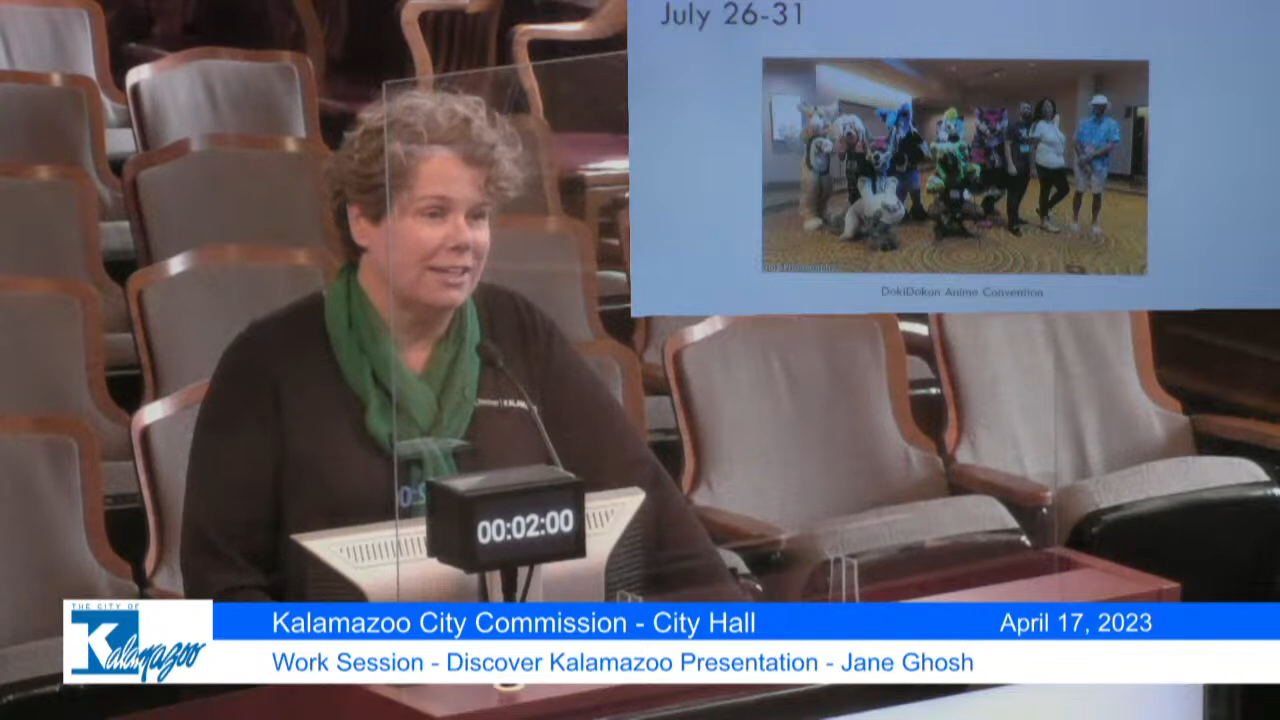 July 26-31
DokiDokon Anime Convention
00:02:00
THE CITY OF
Kalamazoo
Kalamazoo City Commission - City Hall
April 17, 2023
Work Session - Discover Kalamazoo Presentation - Jane Ghosh